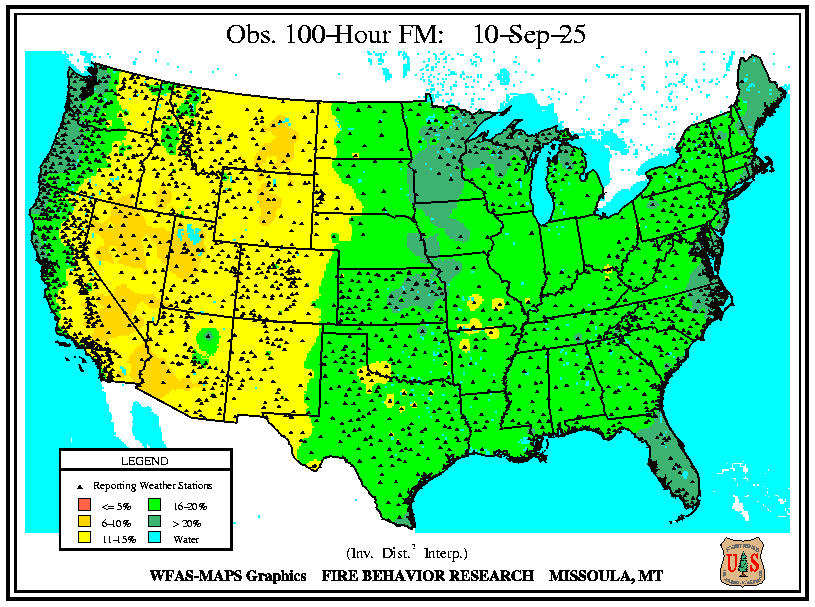 Obs. 100-Hour FM: 10-Sep-25
LEGEND
Reporting Weather Stations
<= 5%
16-20%
6-10%
> 20%
11-15%
Water
(Inv. Dist.² Interp.)
WFAS-MAPS Graphics FIRE BEHAVIOR RESEARCH MISSOULA, MT
US